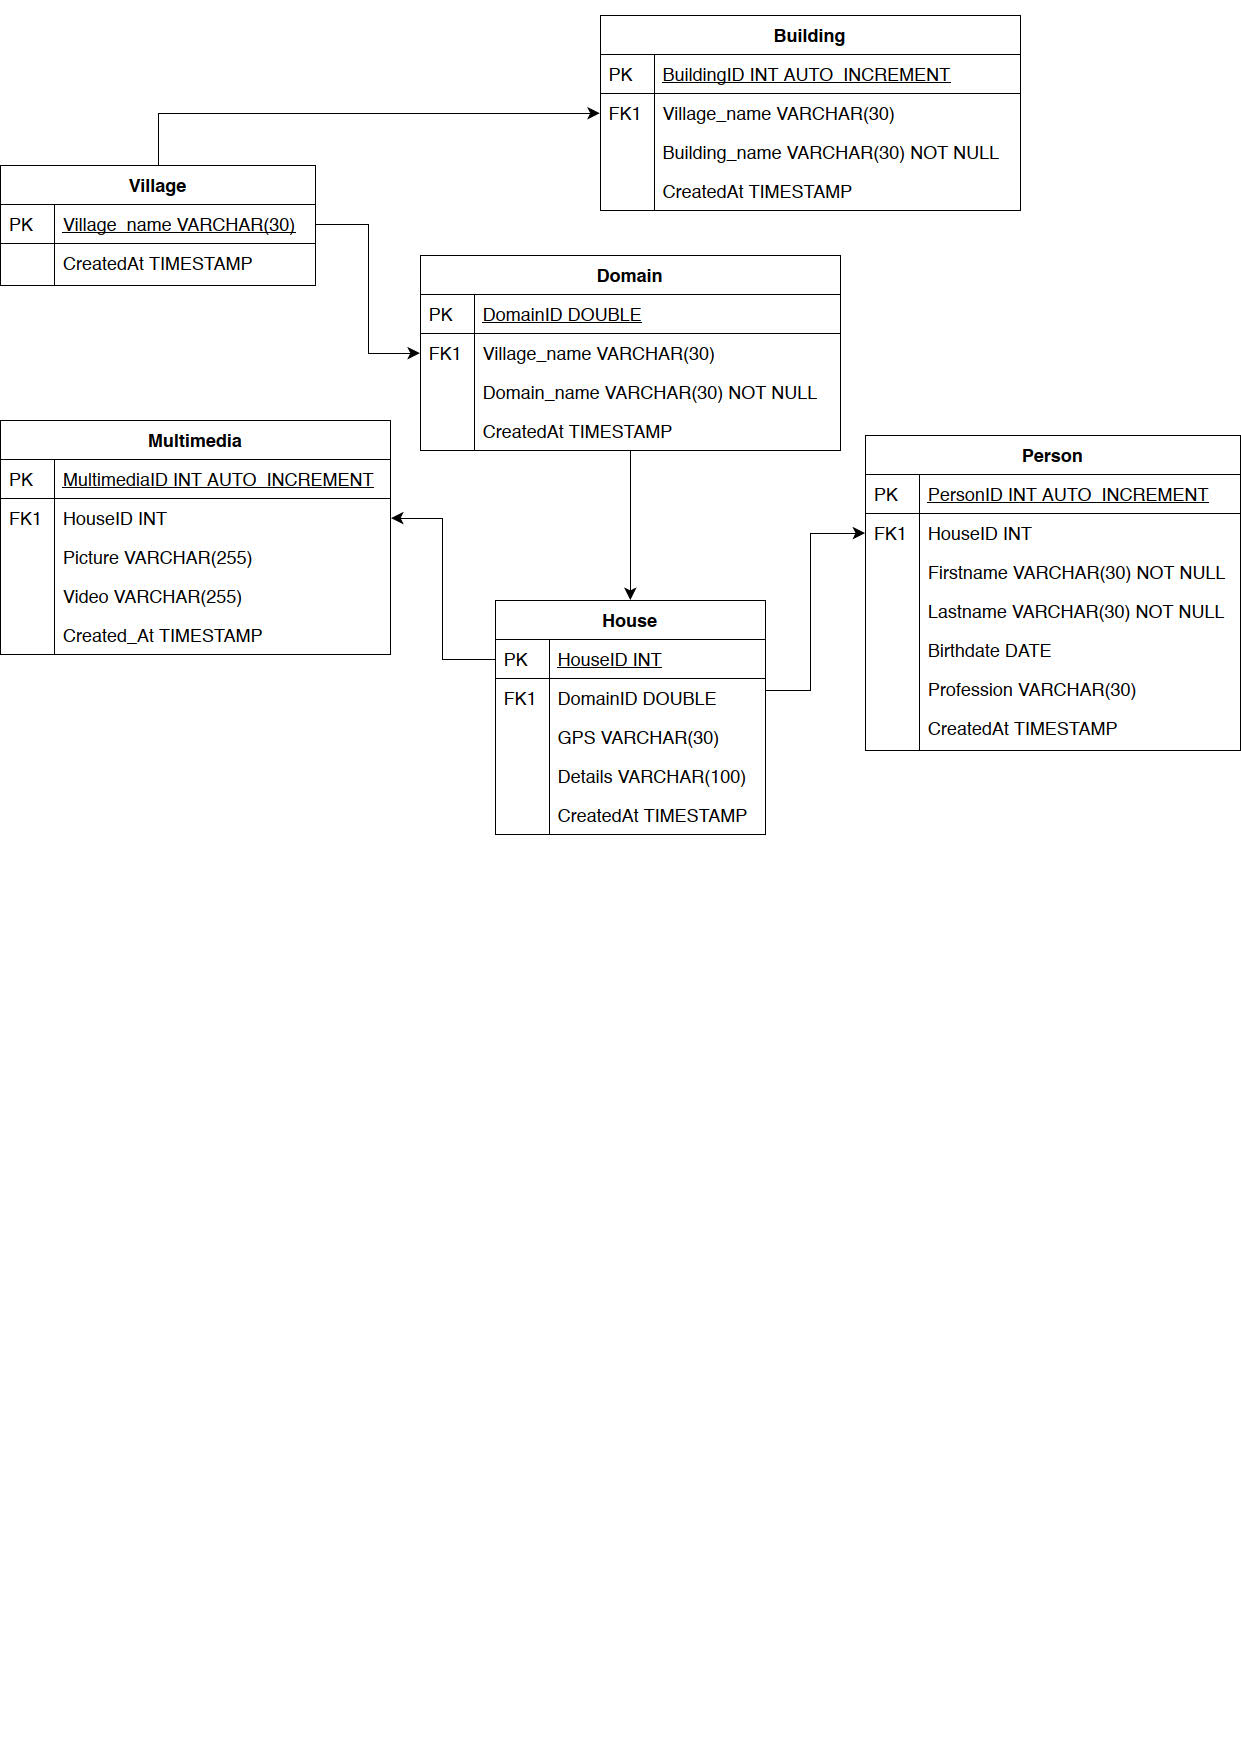 Building
PK BuildingID INT AUTO_INCREMENT
FK1 Village_name VARCHAR(30)
Building_name VARCHAR(30) NOT NULL
CreatedAt TIMESTAMP
Village
PK Village_name VARCHAR(30)
CreatedAt TIMESTAMP
Domain
PK DomainID DOUBLE
FK1 Village_name VARCHAR(30)
Domain_name VARCHAR(30) NOT NULL
CreatedAt TIMESTAMP
Multimedia
PK MultimediaID INT AUTO_INCREMENT
FK1 HouseID INT
Picture VARCHAR(255)
Video VARCHAR(255)
Created_At TIMESTAMP
Person
PK PersonID INT AUTO_INCREMENT
FK1 HouseID INT
Firstname VARCHAR(30) NOT NULL
Lastname VARCHAR(30) NOT NULL
Birthdate DATE
Profession VARCHAR(30)
CreatedAt TIMESTAMP
House
PK HouseID INT
FK1 DomainID DOUBLE
GPS VARCHAR(30)
Details VARCHAR(100)
CreatedAt TIMESTAMP